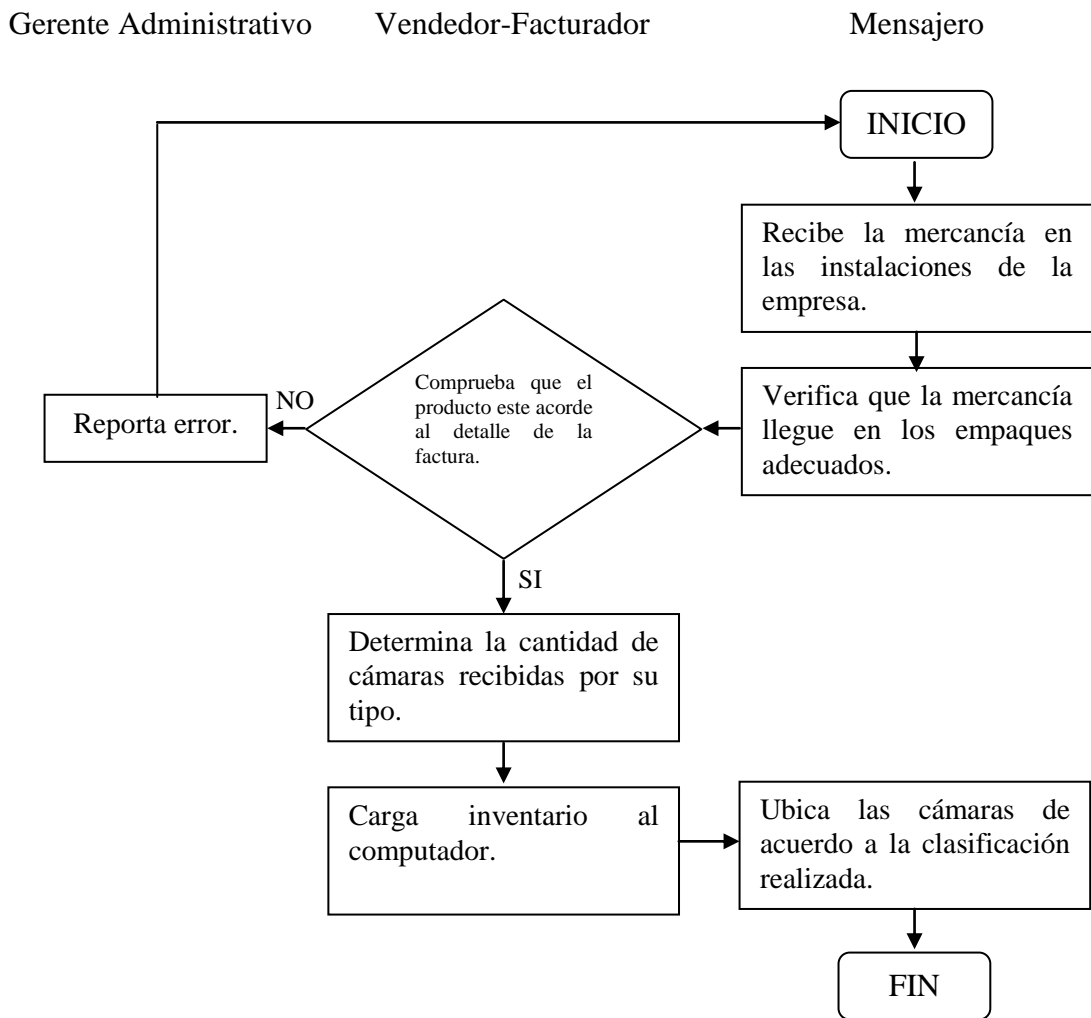 Gerente Administrativo Vendedor-Facturador Mensajero
INICIO
Recibe la mercancía en
las instalaciones de la
empresa.
Verifica que la mercancía
llegue en los empaques
adecuados.
Comprueba que el
producto este acorde
al detalle de la
factura.
NO
Reporta error.
SI
Determina la cantidad de
cámaras recibidas por su
tipo.
Carga inventario al
computador.
Ubica las cámaras de
acuerdo a la clasificación
realizada.
FIN